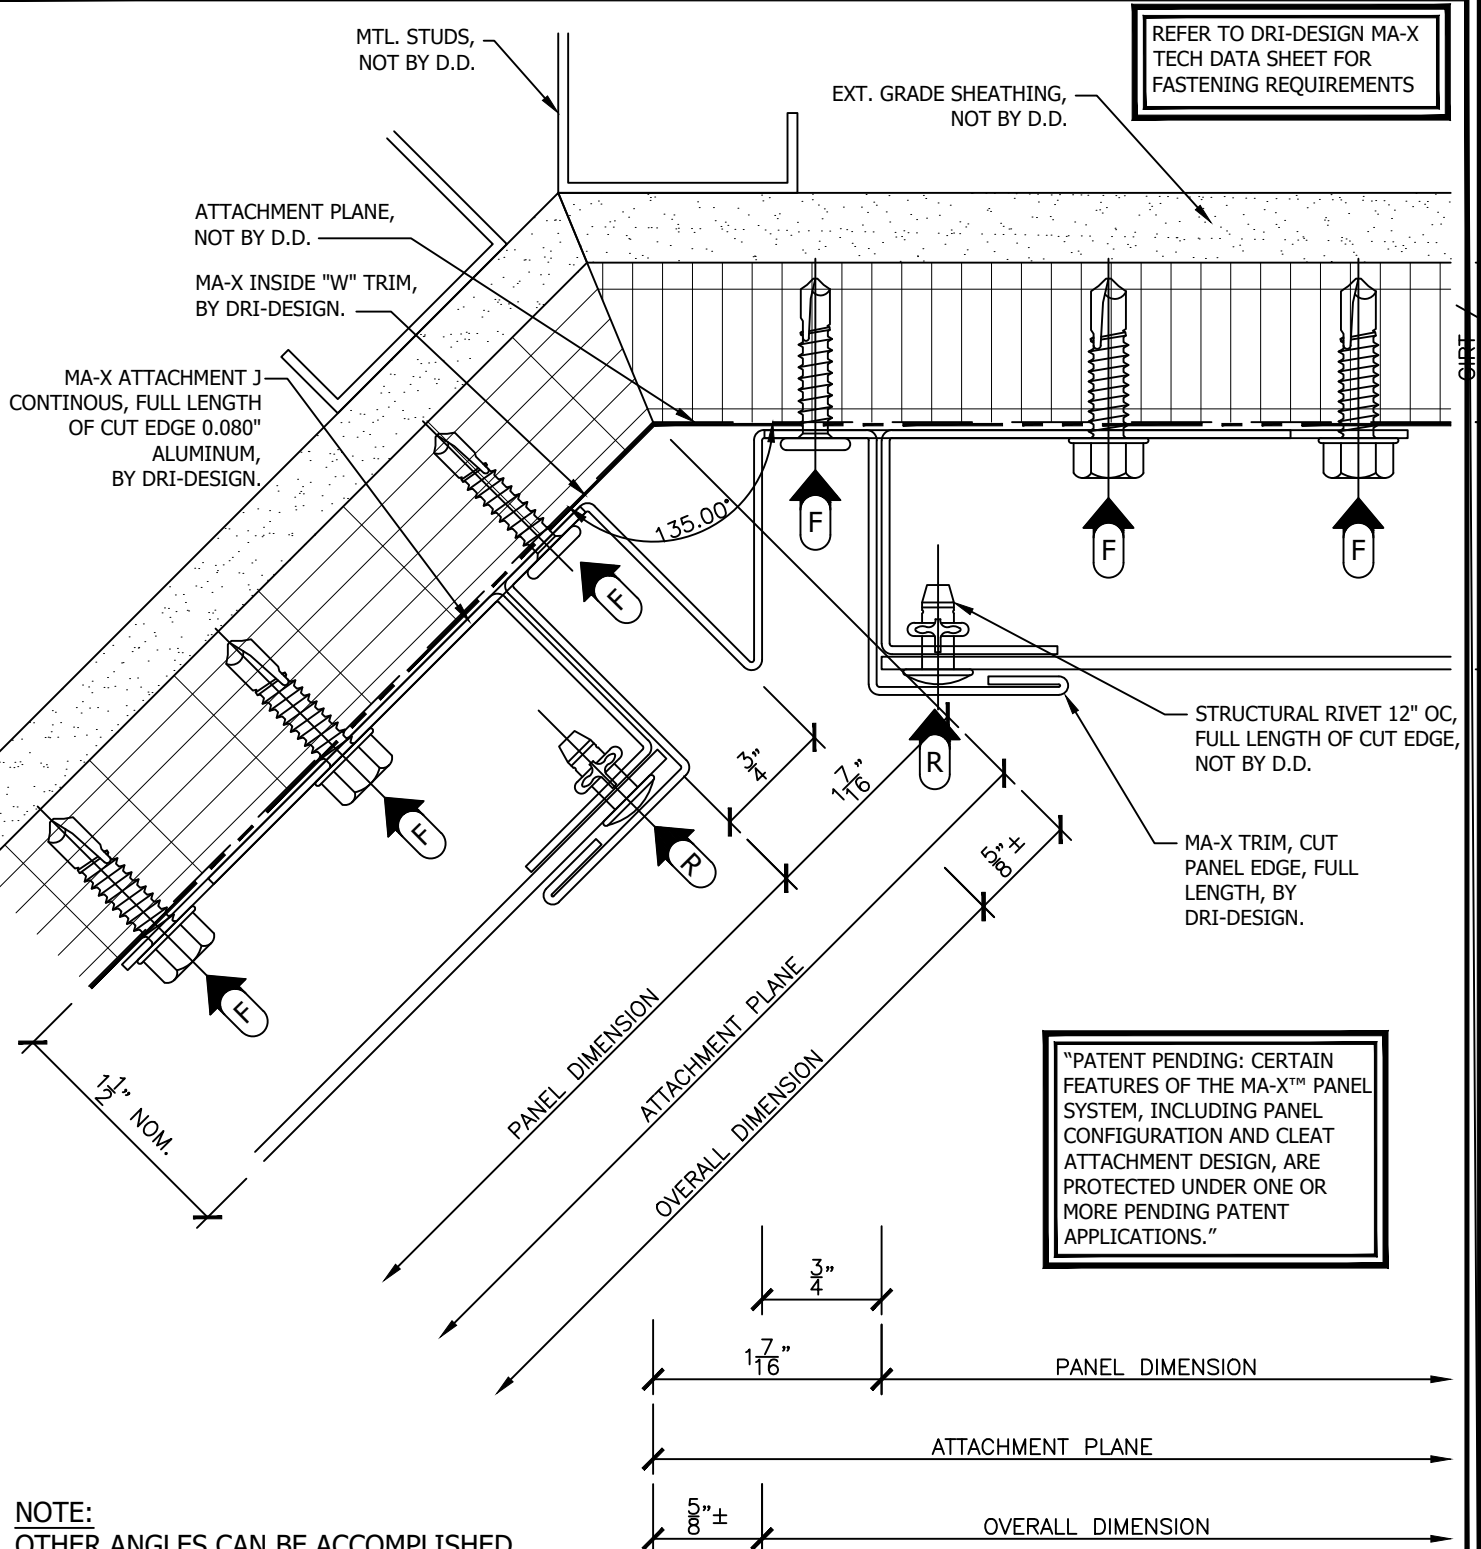 MTL. STUDS,
NOT BY D.D.
REFER TO DRI-DESIGN MA-X
TECH DATA SHEET FOR
FASTENING REQUIREMENTS
EXT. GRADE SHEATHING,
NOT BY D.D.
ATTACHMENT PLANE,
NOT BY D.D.
MA-X INSIDE "W" TRIM,
BY DRI-DESIGN.
MA-X ATTACHMENT J
CONTINOUS, FULL LENGTH
OF CUT EDGE 0.080"
ALUMINUM,
BY DRI-DESIGN.
GIRT
135.00°
F
F
F
F
F
F
R
R
STRUCTURAL RIVET 12" OC,
FULL LENGTH OF CUT EDGE,
NOT BY D.D.
MA-X TRIM, CUT
PANEL EDGE, FULL
LENGTH, BY
DRI-DESIGN.
3/4"
1 7/16"
5/8" ±
PANEL DIMENSION
ATTACHMENT PLANE
OVERALL DIMENSION
1 1/2" NOM.
"PATENT PENDING: CERTAIN
FEATURES OF THE MA-X™ PANEL
SYSTEM, INCLUDING PANEL
CONFIGURATION AND CLEAT
ATTACHMENT DESIGN, ARE
PROTECTED UNDER ONE OR
MORE PENDING PATENT
APPLICATIONS."
3/4"
1 7/16"
PANEL DIMENSION
ATTACHMENT PLANE
5/8" ±
OVERALL DIMENSION
NOTE:
OTHER ANGLES CAN BE ACCOMPLISHED